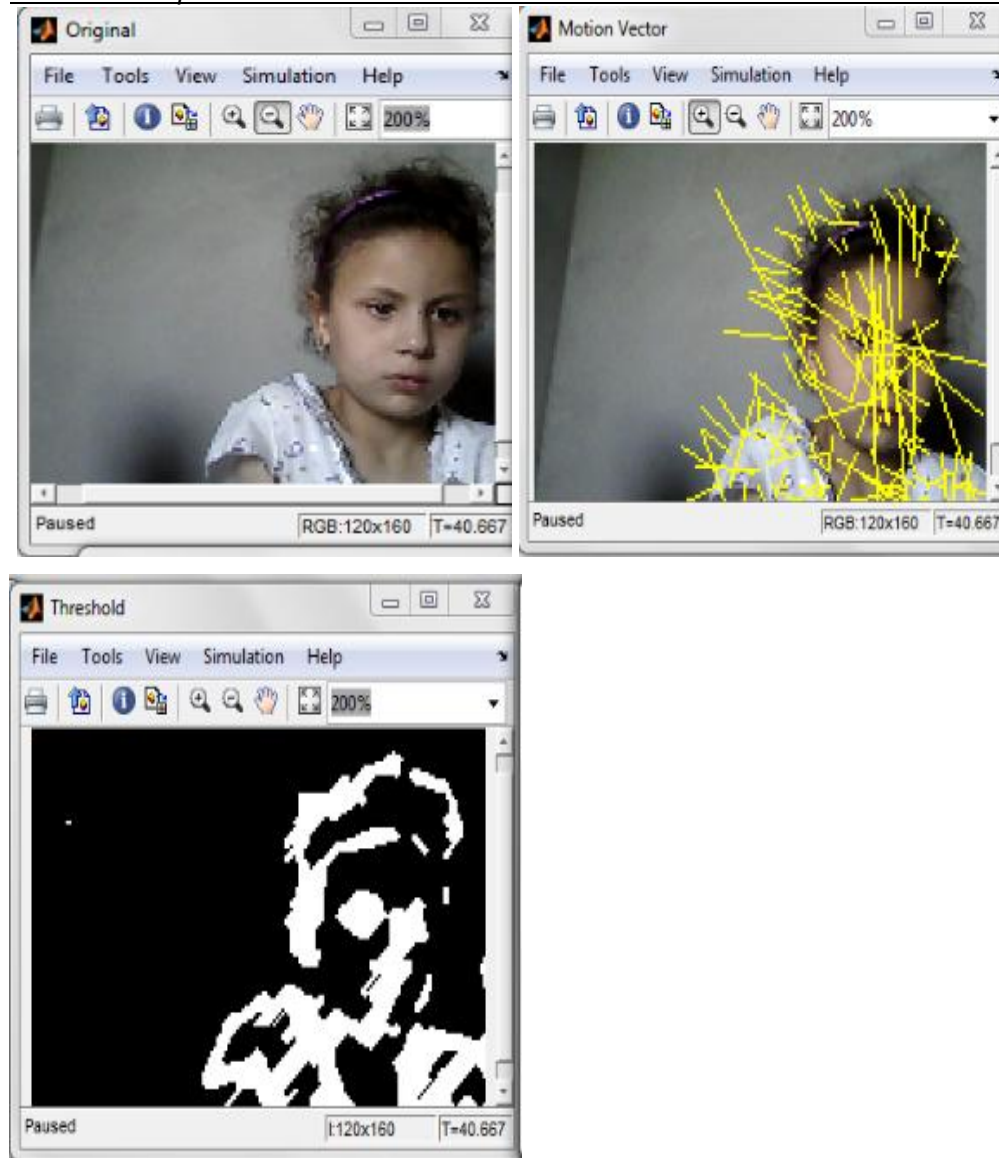 Original
File Tools View Simulation Help
200%
Paused RGB:120x160 T=40.667
Motion Vector
File Tools View Simulation Help
200%
Paused RGB:120x160 T=40.667
Threshold
File Tools View Simulation Help
200%
Paused I:120x160 T=40.667